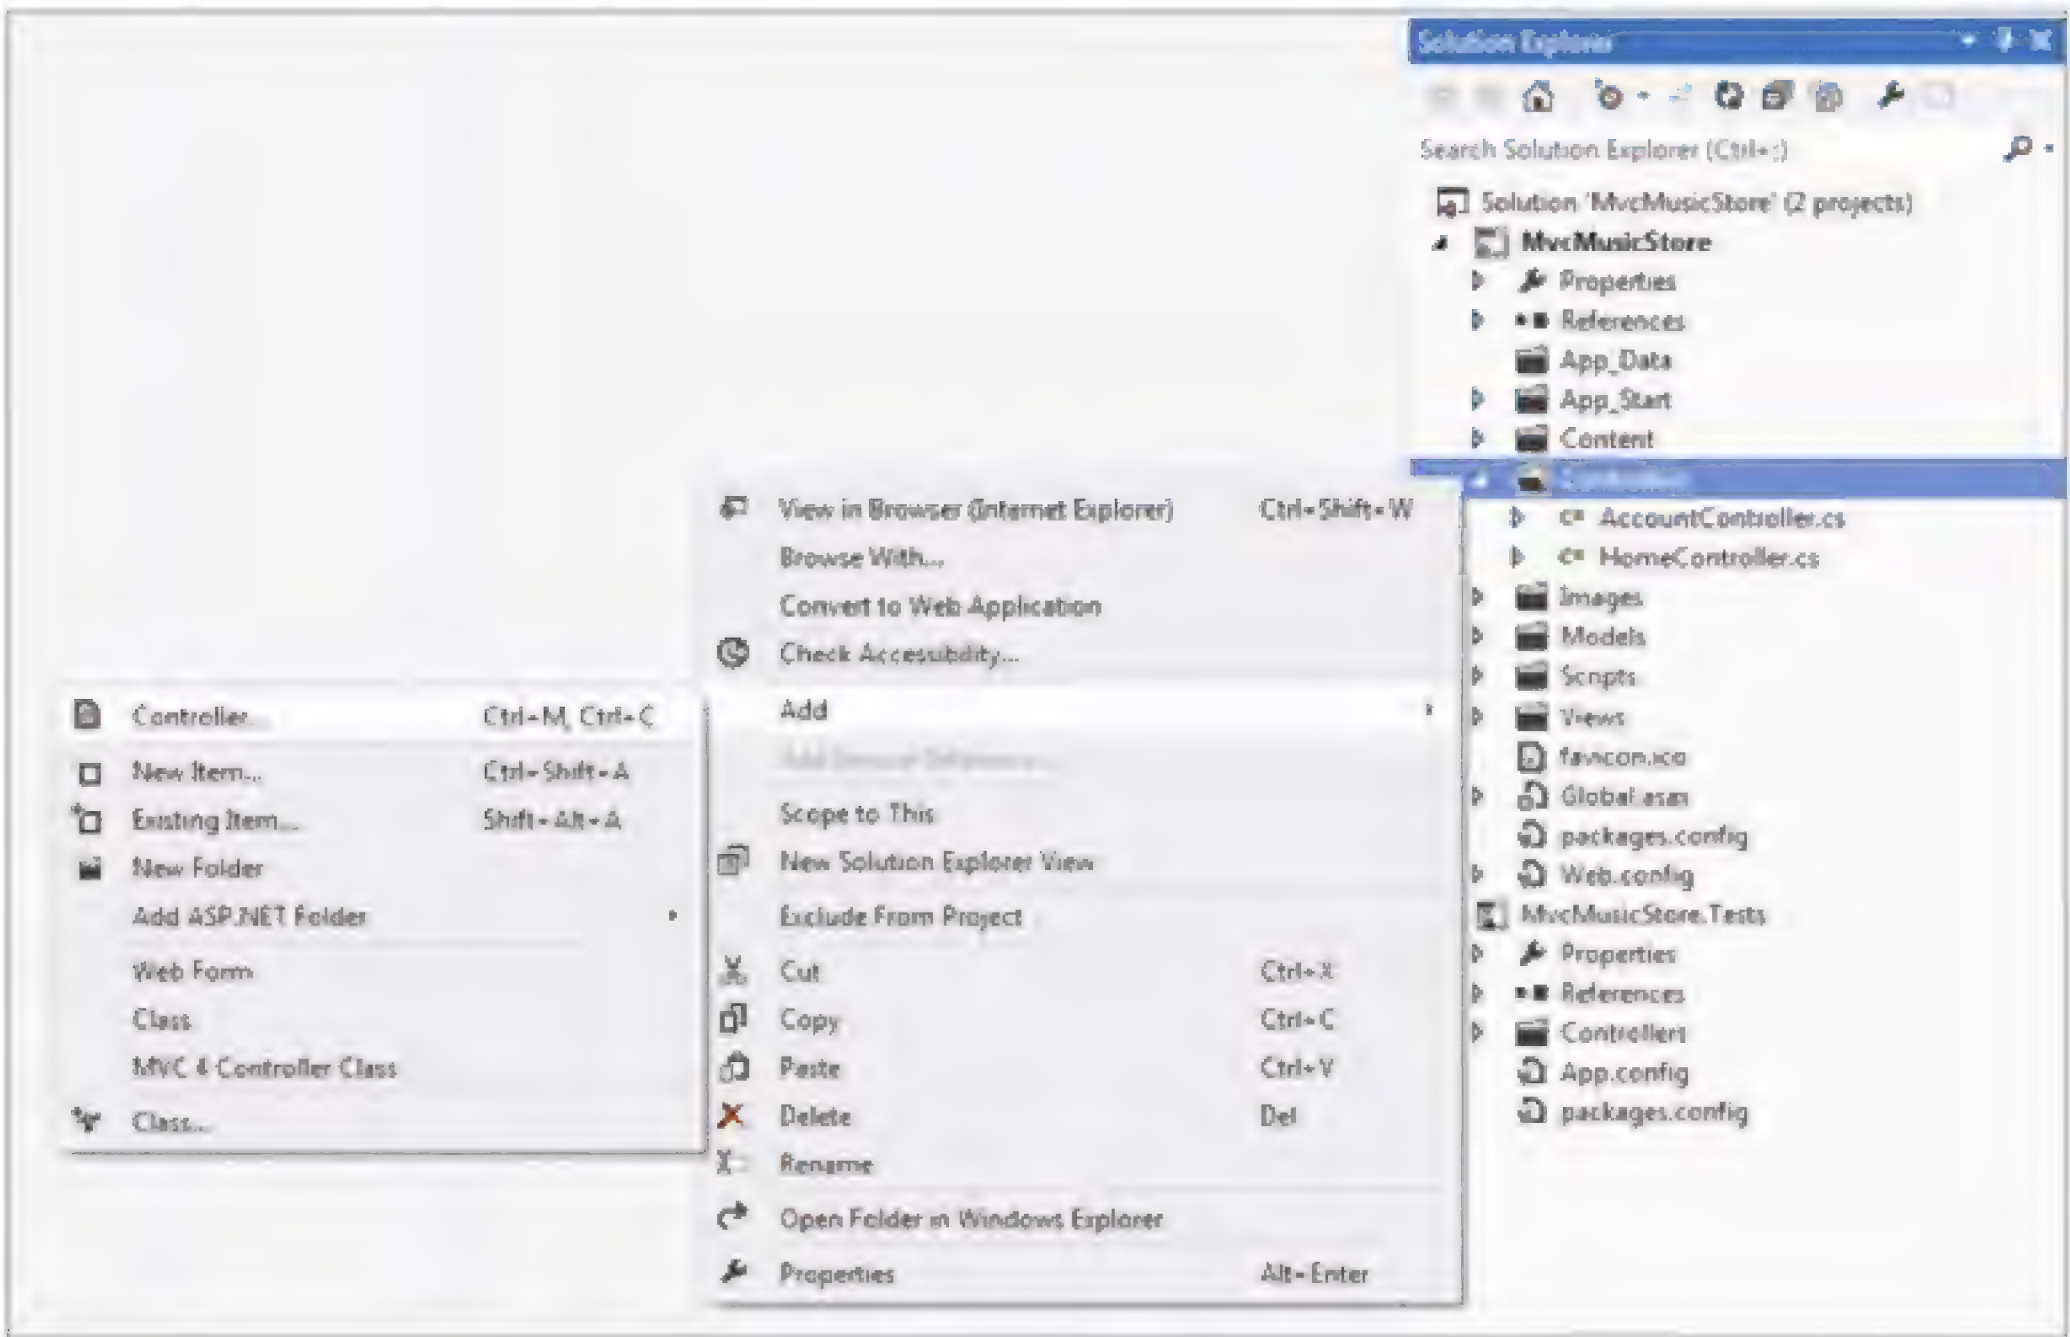 Solution Explorer
Search Solution Explorer (Ctrl+;)
Solution 'MvcMusicStore' (2 projects)
MvcMusicStore
Properties
References
App_Data
App_Start
Content
Controllers
AccountController.cs
HomeController.cs
Images
Models
Scripts
Views
favicon.ico
Global.asax
packages.config
Web.config
MvcMusicStore.Tests
Properties
References
Controllers
App.config
packages.config
View in Browser (Internet Explorer) Ctrl+Shift+W
Browse With...
Convert to Web Application
Check Accessibility...
Add
Scope to This
New Solution Explorer View
Exclude From Project
Cut Ctrl+X
Copy Ctrl+C
Paste Ctrl+V
Delete Del
Rename
Open Folder in Windows Explorer
Properties Alt+Enter
Controller... Ctrl+M, Ctrl+C
New Item... Ctrl+Shift+A
Existing Item... Shift+Alt+A
New Folder
Add ASP.NET Folder
Web Form
Class
MVC 4 Controller Class
Class...